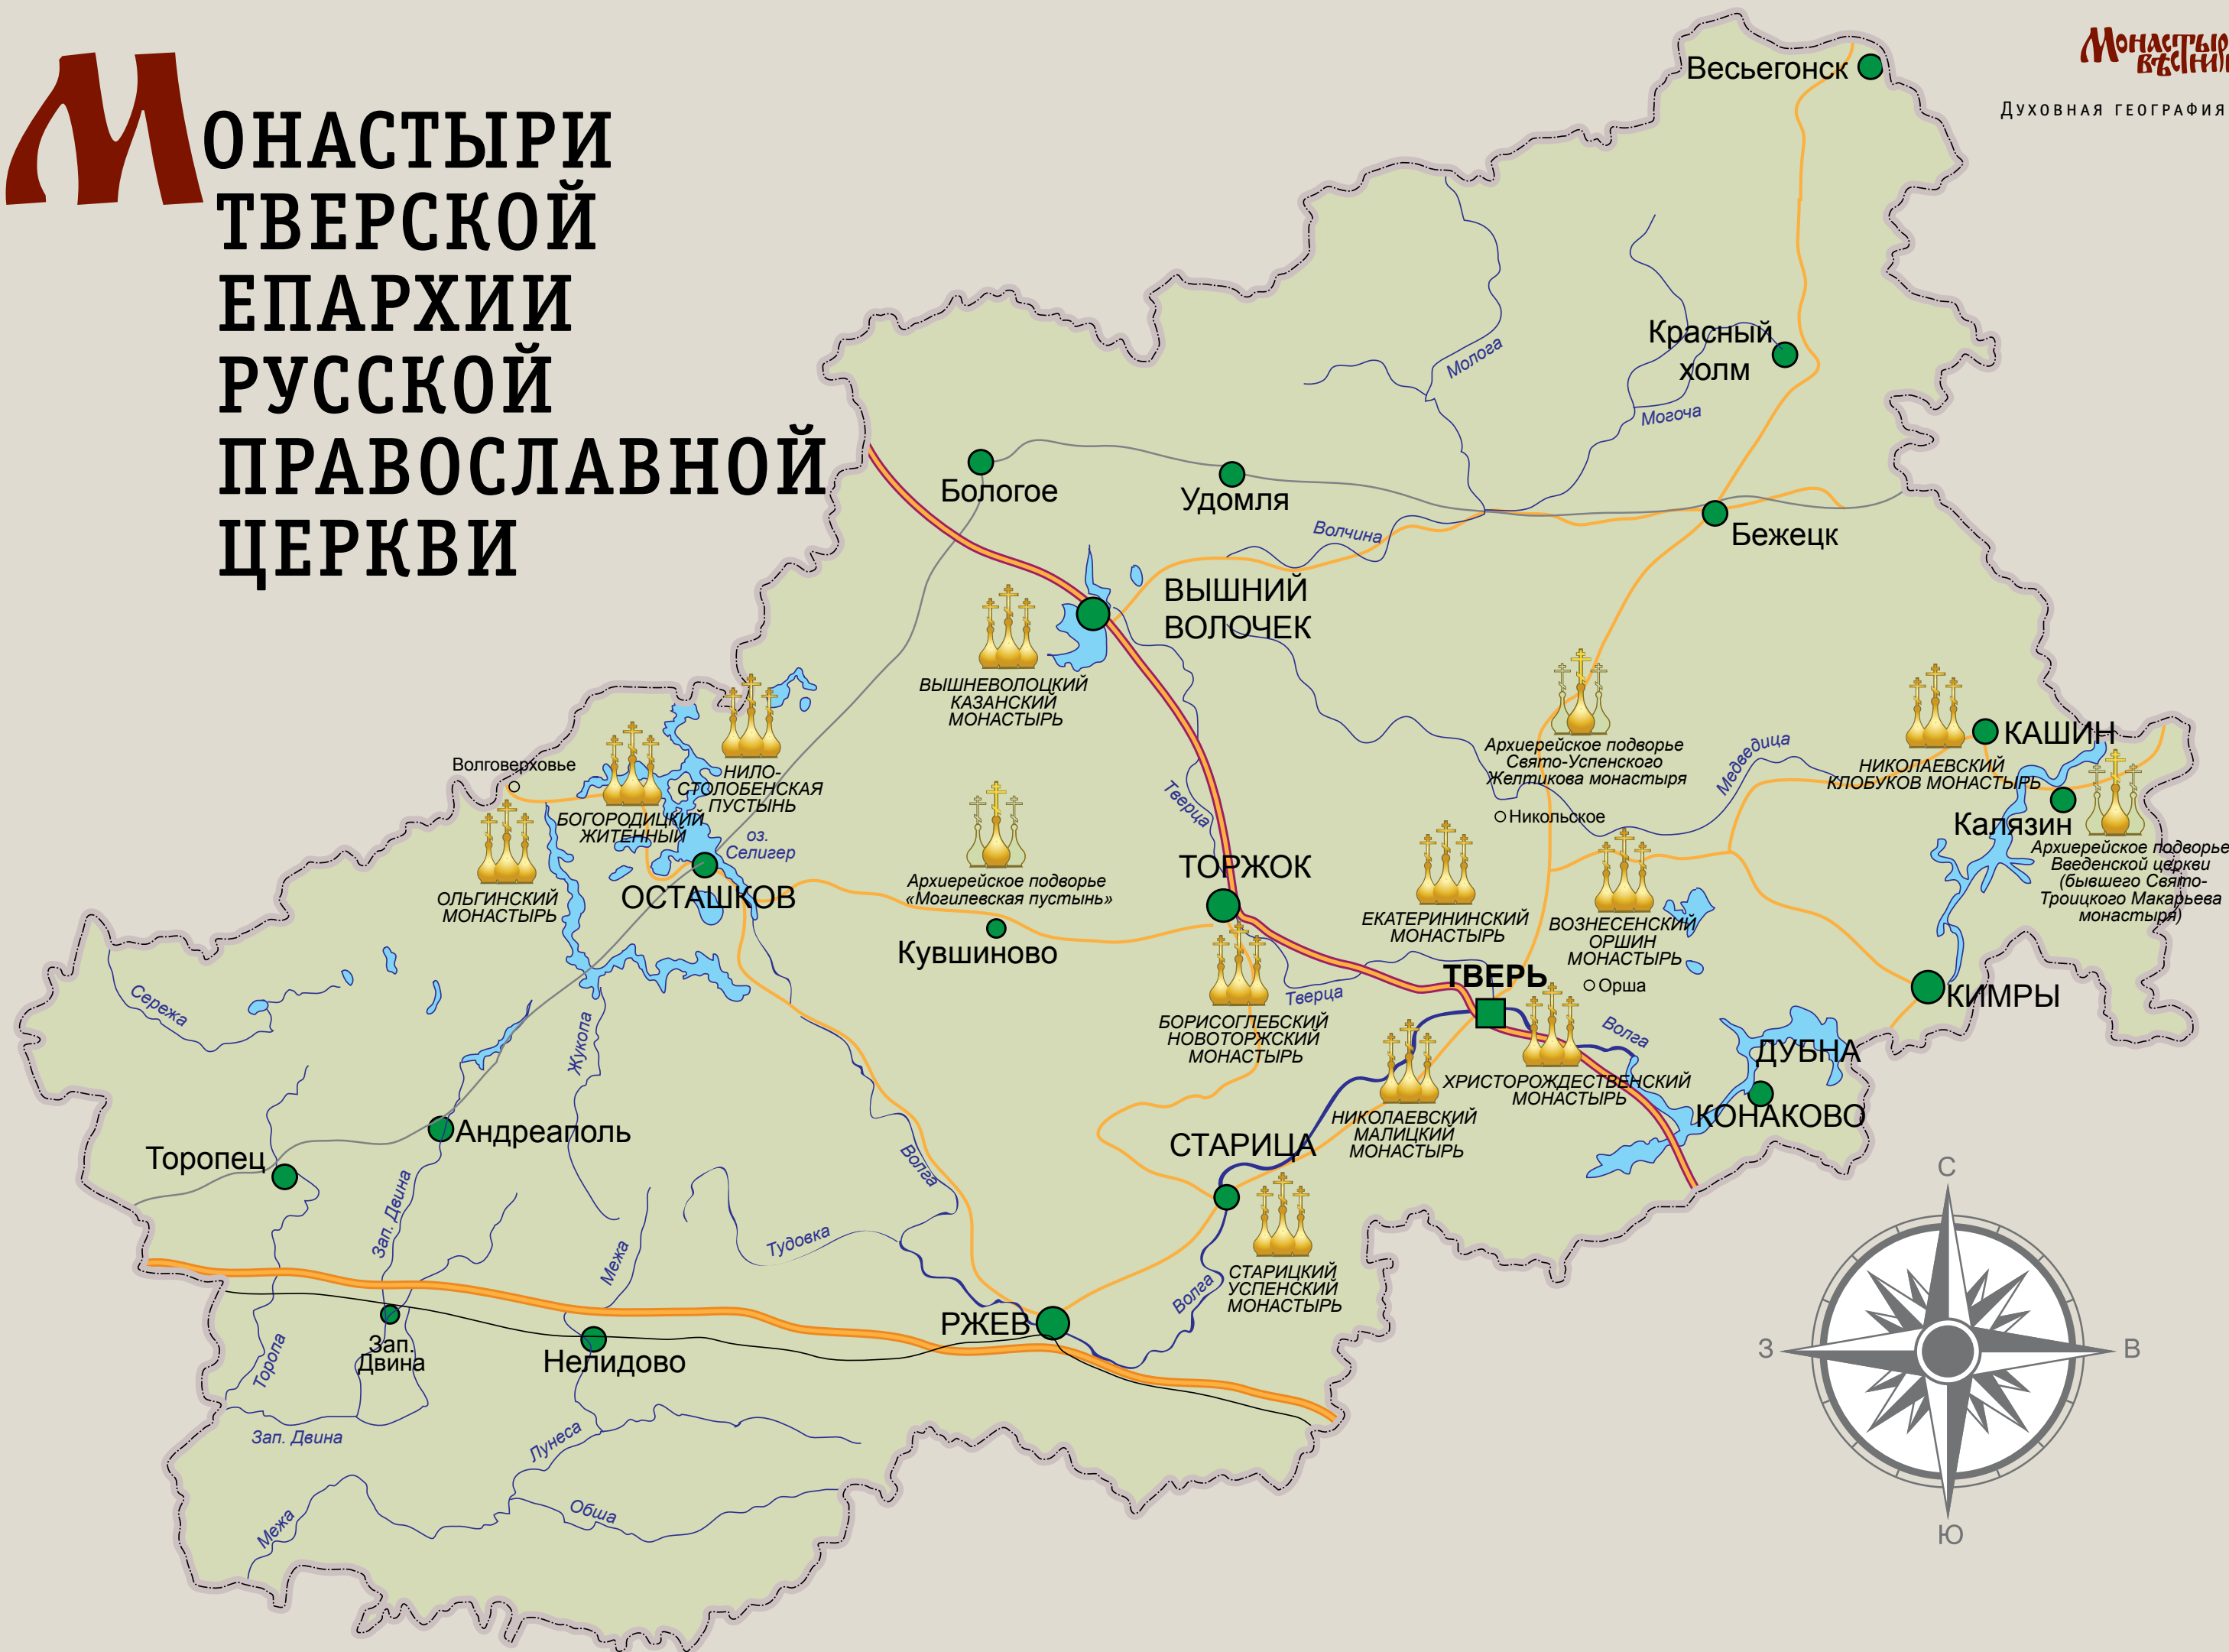 МОНАСТЫРИ
ТВЕРСКОЙ
ЕПАРХИИ
РУССКОЙ
ПРАВОСЛАВНОЙ
ЦЕРКВИ
ДУХОВНАЯ ГЕОГРАФИЯ
Весьегонск
Красный
холм
Молога
Могоча
Бологое
Удомля
Волчина
Бежецк
ВЫШНИЙ
ВОЛОЧЕК
ВЫШНЕВОЛОЦКИЙ
КАЗАНСКИЙ
МОНАСТЫРЬ
Архиерейское подворье
Свято-Успенского
Желтикова монастыря
Медведица
КАШИН
НИКОЛАЕВСКИЙ
КЛОБУКОВ МОНАСТЫРЬ
Волговерховье
НИЛО-
СТОЛОБЕНСКАЯ
ПУСТЫНЬ
БОГОРОДИЦКИЙ
ЖИТЕННЫЙ
оз.
Селигер
Тверца
Никольское
Калязин
Архиерейское подворье
Введенской церкви
(бывшего Свято-
Троицкого Макарьева
монастыря)
ОЛЬГИНСКИЙ
МОНАСТЫРЬ
ОСТАШКОВ
Архиерейское подворье
«Могилевская пустынь»
Кувшиново
ТОРЖОК
ЕКАТЕРИНИНСКИЙ
МОНАСТЫРЬ
ВОЗНЕСЕНСКИЙ
ОРШИН
МОНАСТЫРЬ
ТВЕРЬ
Орша
КИМРЫ
Сережа
Жукопа
Тверца
БОРИСОГЛЕБСКИЙ
НОВОТОРЖСКИЙ
МОНАСТЫРЬ
Волга
ДУБНА
ХРИСТОРОЖДЕСТВЕНСКИЙ
МОНАСТЫРЬ
КОНАКОВО
НИКОЛАЕВСКИЙ
МАЛИЦКИЙ
МОНАСТЫРЬ
Андреаполь
Торопец
Волга
СТАРИЦА
Зап. Двина
Межа
Тудовка
СТАРИЦКИЙ
УСПЕНСКИЙ
МОНАСТЫРЬ
Волга
РЖЕВ
Торопа
Зап.
Двина
Нелидово
Зап. Двина
Лунеса
Межа
Обша
С
З
В
Ю